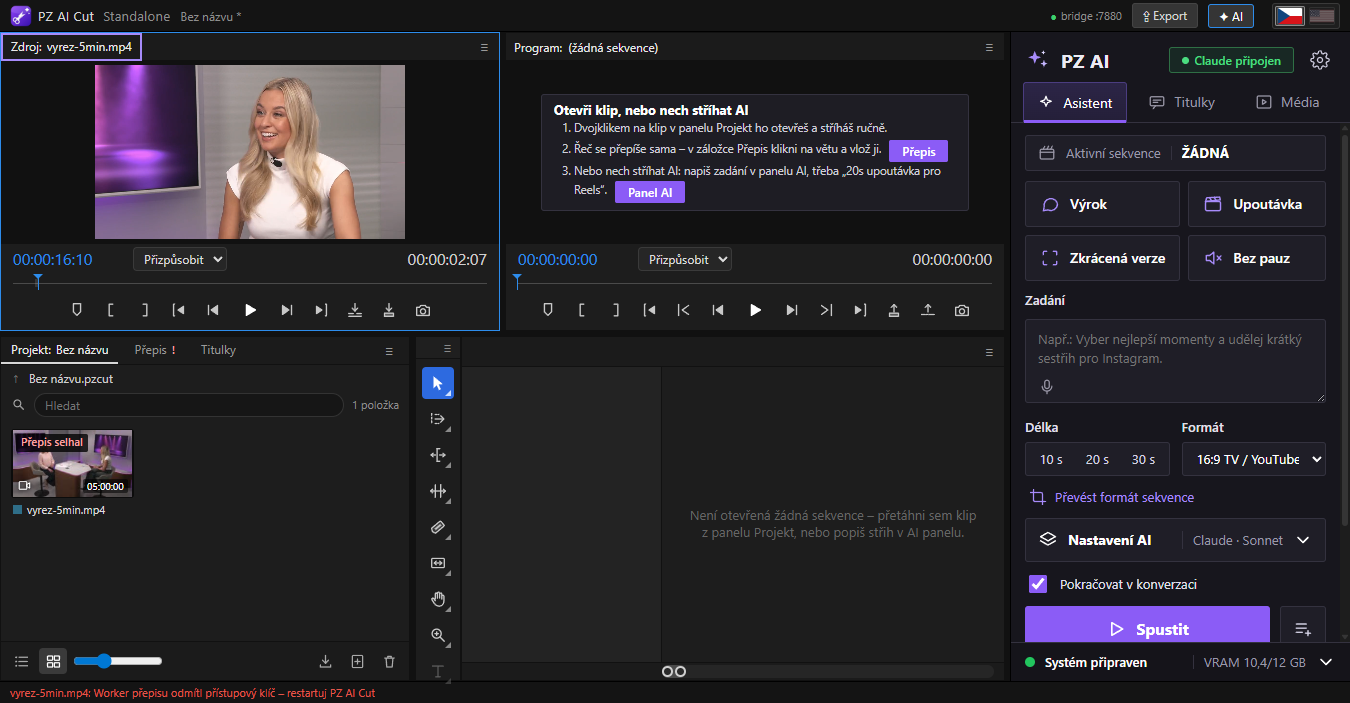 PZ AI Cut Standalone Bez názvu *
bridge :7880
Export
AI
Zdroj: vyrez-5min.mp4
00:00:16:10
Přizpůsobit
00:00:02:07
Program: (žádná sekvence)
Otevři klip, nebo nech stříhat AI
1. Dvojklikem na klip v panelu Projekt ho otevřeš a stříháš ručně.
2. Řeč se přepíše sama – v záložce Přepis klikni na větu a vlož ji. Přepis
3. Nebo nech stříhat AI: napiš zadání v panelu AI, třeba „20s upoutávka pro
Reels“. Panel AI
00:00:00:00
Přizpůsobit
00:00:00:00
Projekt: Bez názvu
Přepis !
Titulky
Bez názvu.pzcut
Hledat
1 položka
Přepis selhal
05:00:00
vyrez-5min.mp4
Není otevřená žádná sekvence – přetáhni sem klip
z panelu Projekt, nebo popiš střih v AI panelu.
PZ AI
Claude připojen
Asistent
Titulky
Média
Aktivní sekvence ŽÁDNÁ
Výrok
Upoutávka
Zkrácená verze
Bez pauz
Zadání
Např.: Vyber nejlepší momenty a udělej krátký
sestřih pro Instagram.
Délka
Formát
10 s 20 s 30 s
16:9 TV / YouTube
Převést formát sekvence
Nastavení AI
Claude · Sonnet
Pokračovat v konverzaci
Spustit
Systém připraven
VRAM 10,4/12 GB
vyrez-5min.mp4: Worker přepisu odmítl přístupový klíč – restartuj PZ AI Cut